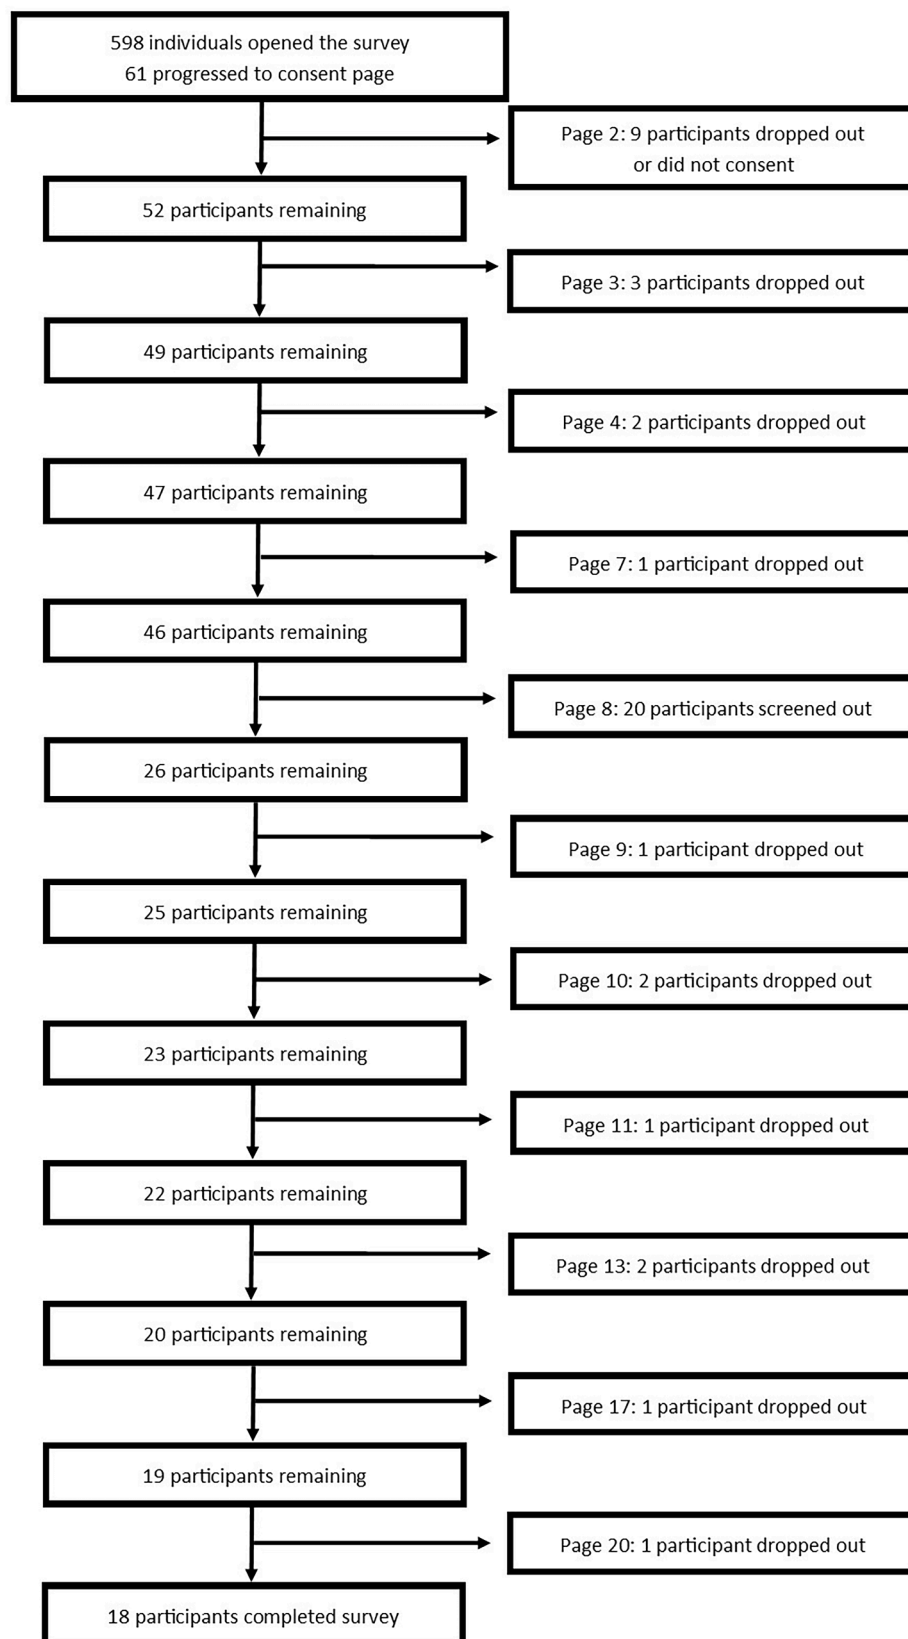 598 individuals opened the survey
61 progressed to consent page
Page 2: 9 participants dropped out
or did not consent
52 participants remaining
Page 3: 3 participants dropped out
49 participants remaining
Page 4: 2 participants dropped out
47 participants remaining
Page 7: 1 participant dropped out
46 participants remaining
Page 8: 20 participants screened out
26 participants remaining
Page 9: 1 participant dropped out
25 participants remaining
Page 10: 2 participants dropped out
23 participants remaining
Page 11: 1 participant dropped out
22 participants remaining
Page 13: 2 participants dropped out
20 participants remaining
Page 17: 1 participant dropped out
19 participants remaining
Page 20: 1 participant dropped out
18 participants completed survey